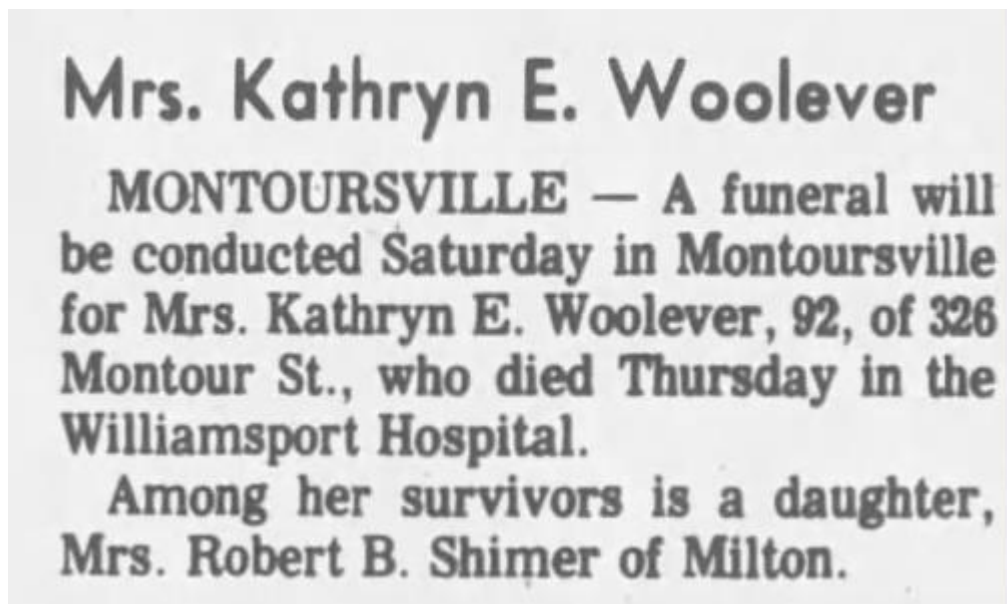 Mrs. Kathryn E. Woolever
MONTOURSVILLE — A funeral will
be conducted Saturday in Montoursville
for Mrs. Kathryn E. Woolever, 92, of 326
Montour St., who died Thursday in the
Williamsport Hospital.
Among her survivors is a daughter,
Mrs. Robert B. Shimer of Milton.